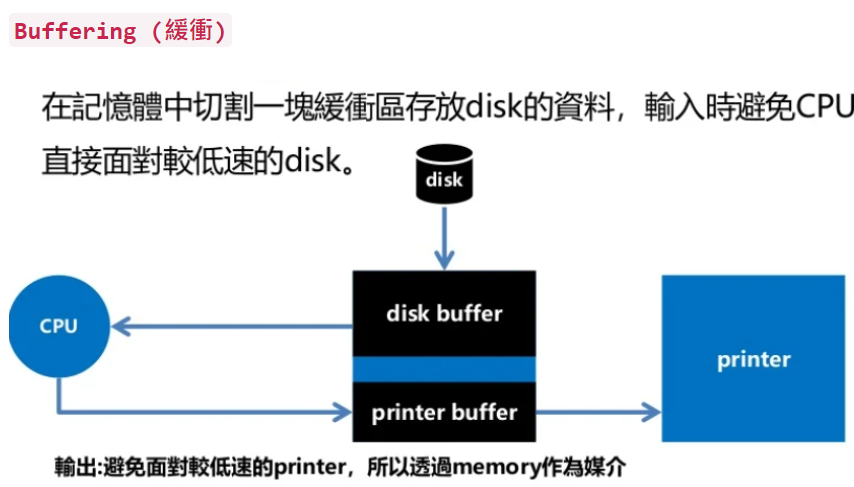 Buffering (緩衝)
在記憶體中切割一塊緩衝區存放disk的資料，輸入時避免CPU
直接面對較低速的disk。
disk
disk buffer
CPU
printer
printer buffer
輸出:避免面對較低速的printer，所以透過memory作為媒介